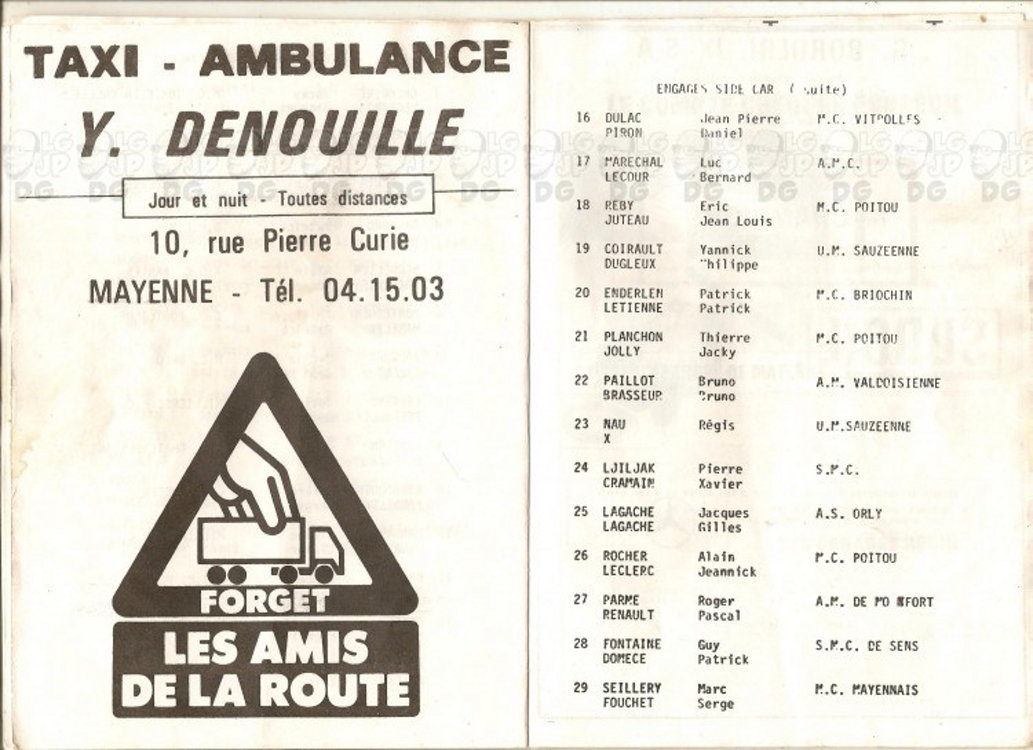 TAXI - AMBULANCE
Y. DENOUILLE
Jour et nuit - Toutes distances
10, rue Pierre Curie
MAYENNE - Tél. 04.15.03
FORGET
LES AMIS
DE LA ROUTE
ENGAGES SIDE CAR ( suite)
16 DULAC Jean Pierre M.C. VITROLLES
PIRON Daniel
17 MARECHAL Luc A.M.C.
LECOUR Bernard
18 REBY Eric M.C. POITOU
JUTEAU Jean Louis
19 COIRAULT Yannick U.M. SAUZEENNE
DUGLEUX Philippe
20 ENDERLEN Patrick M.C. BRIOCHIN
LETIENNE Patrick
21 PLANCHON Thierre M.C. POITOU
JOLLY Jacky
22 PAILLOT Bruno A.M. VALDOISIENNE
BRASSEUR Bruno
23 NAU Régis U.M.SAUZEENNE
X
24 LJILJAK Pierre S.M.C.
CRAMAIM Xavier
25 LAGACHE Jacques A.S. ORLY
LAGACHE Gilles
26 ROCHER Alain M.C. POITOU
LECLERC Jeannick
27 PARME Roger A.M. DE
RENAULT Pascal
28 FONTAINE Guy S.M.C. DE SENS
DOMECE Patrick
29 SEILLERY Marc M.C. MAYENNAIS
FOUCHET Serge